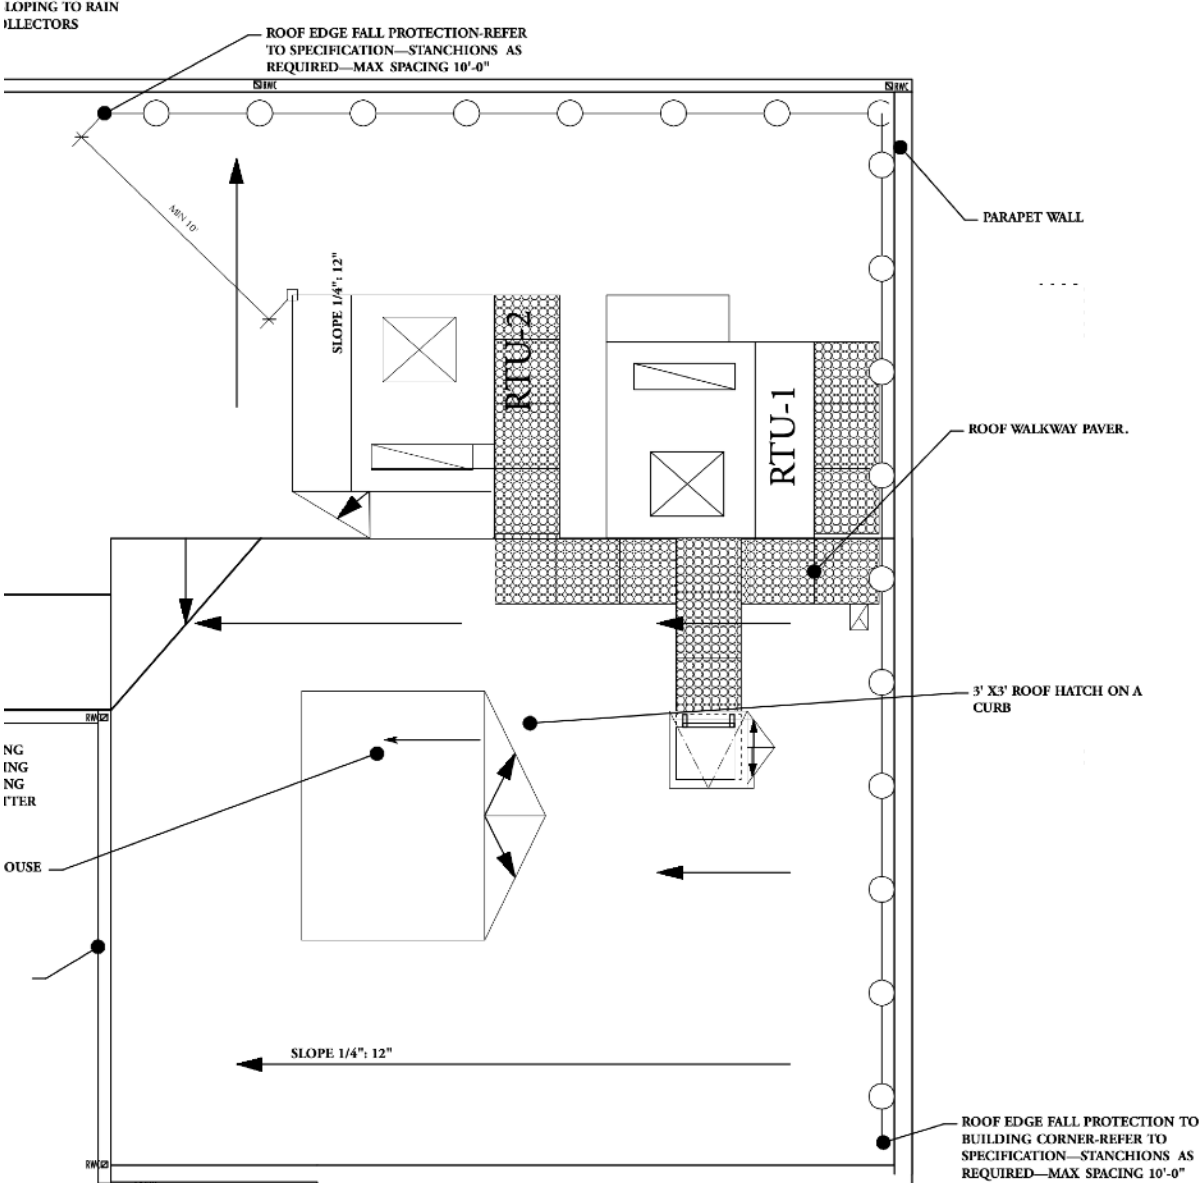 LOPING TO RAIN
OLLECTORS
ROOF EDGE FALL PROTECTION-REFER
TO SPECIFICATION—STANCHIONS AS
REQUIRED—MAX SPACING 10'-0"
RWC
RWC
PARAPET WALL
MIN 10'
SLOPE 1/4": 12"
RTU-2
RTU-1
ROOF WALKWAY PAVER.
3' X3' ROOF HATCH ON A
CURB
RWC
NG
ING
NG
TTER
OUSE
SLOPE 1/4": 12"
ROOF EDGE FALL PROTECTION TO
BUILDING CORNER-REFER TO
SPECIFICATION—STANCHIONS AS
REQUIRED—MAX SPACING 10'-0"
RWC